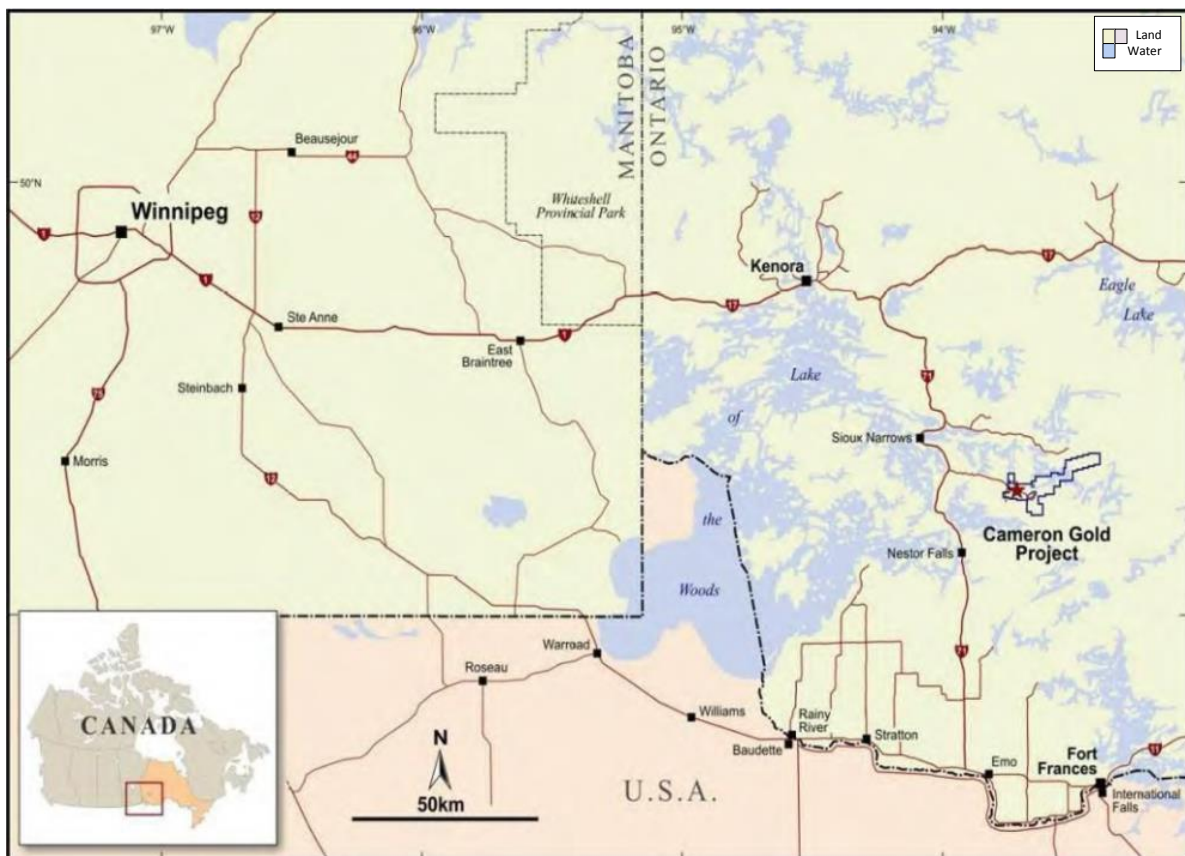 97°W
96°W
95°W
94°W
Land
Water
MANITOBA
ONTARIO
Beausejour
44
50°N
Whiteshell
Provincial Park
Winnipeg
12
1
1
Kenora
17
17
Eagle
Lake
Ste Anne
East
Braintree
1
Lake
of
the
Woods
71
Steinbach
75
Sioux Narrows
Morris
12
Cameron Gold
Project
Nestor Falls
71
Warroad
Roseau
Williams
Rainy
River
Baudette
Stratton
Emo
Fort
Frances
11
International
Falls
CANADA
N
50km
U.S.A.